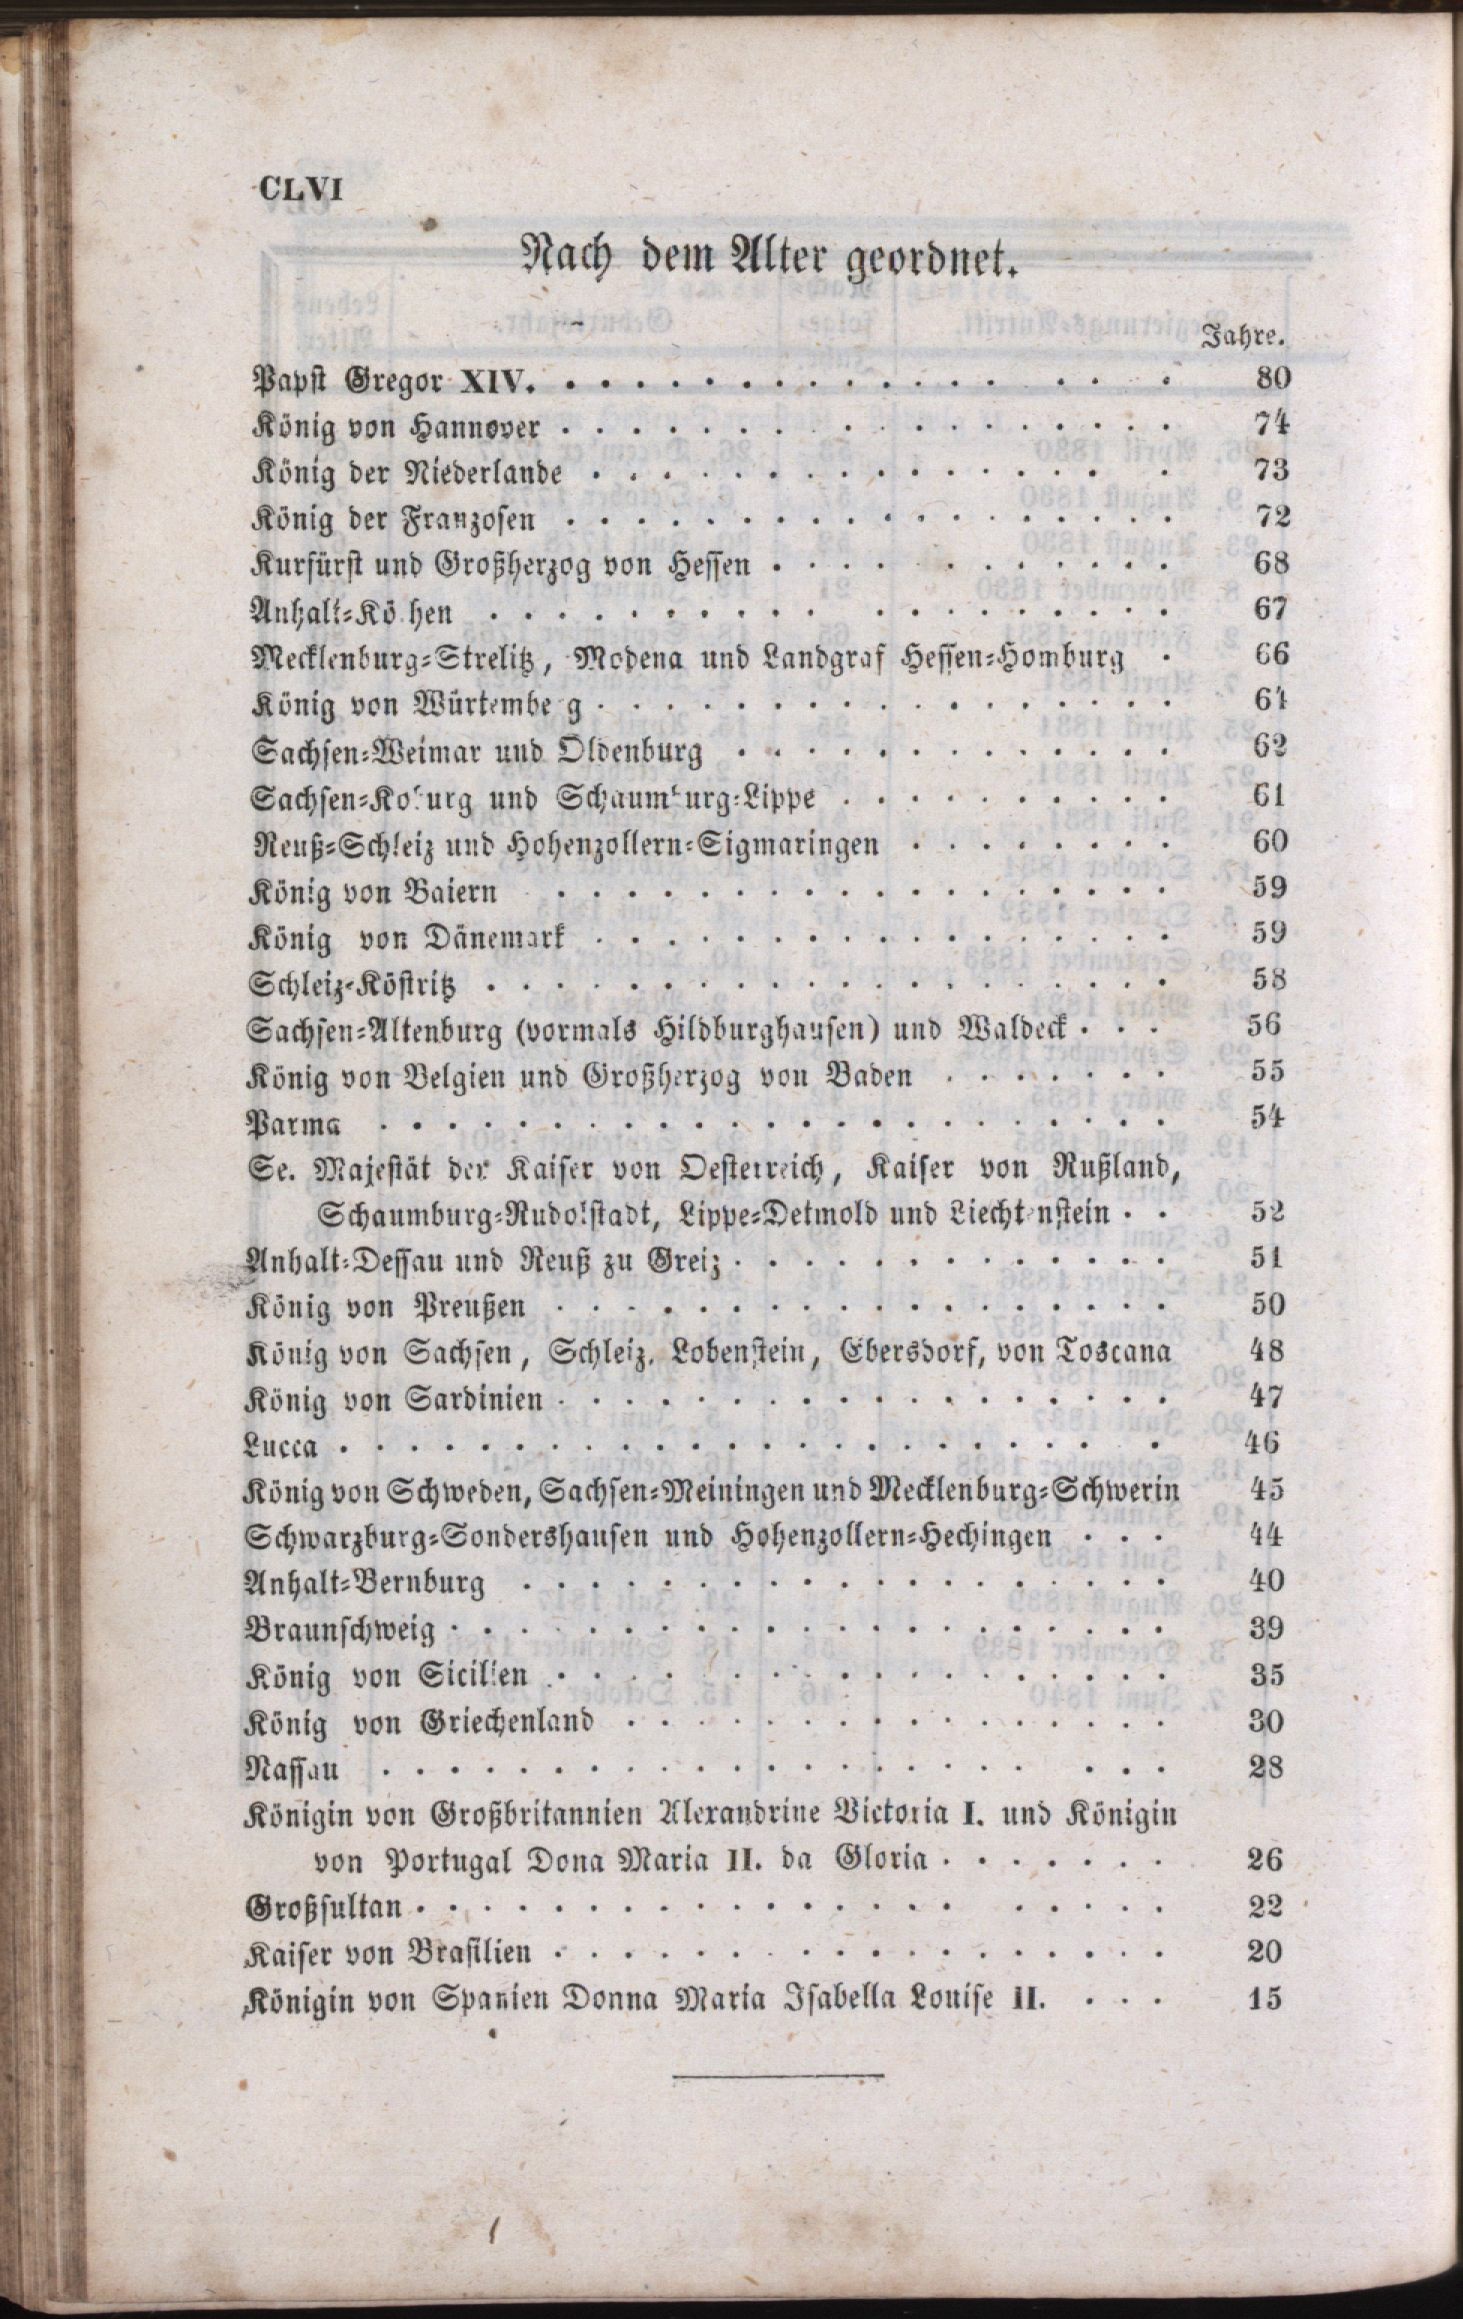 CLVI
Nach dem Alter geordnet.
Jahre.
Papst Gregor XIV. . . . . . . . . . . . . . . . . 80
König von Hannover . . . . . . . . . . . . . . . . . 74
König der Niederlande . . . . . . . . . . . . . . . . 73
König der Franzosen . . . . . . . . . . . . . . . . . 72
Kurfürst und Großherzog von Hessen . . . . . . . . . . . . 68
Anhalt-Kö hen . . . . . . . . . . . . . . . . . . . 67
Mecklenburg-Strelitz, Modena und Landgraf Hessen-Homburg . 66
König von Würtembe g . . . . . . . . . . . . . . . . . 64
Sachsen-Weimar und Oldenburg . . . . . . . . . . . . . 62
Sachsen-Koburg und Schaumburg-Lippe . . . . . . . . . . 61
Reuß-Schleiz und Hohenzollern-Sigmaringen . . . . . . . . 60
König von Baiern . . . . . . . . . . . . . . . . . . 59
König von Dänemark . . . . . . . . . . . . . . . . . 59
Schleiz-Köstritz . . . . . . . . . . . . . . . . . . . . 58
Sachsen-Altenburg (vormals Hildburghausen) und Waldeck . . . 56
König von Belgien und Großherzog von Baden . . . . . . . 55
Parma . . . . . . . . . . . . . . . . . . . . . . . 54
Se. Majestät der Kaiser von Oesterreich, Kaiser von Rußland,
Schaumburg-Rudolstadt, Lippe-Detmold und Liecht nstein . . 52
Anhalt-Dessau und Reuß zu Greiz . . . . . . . . . . . . . 51
König von Preußen . . . . . . . . . . . . . . . . . . 50
König von Sachsen, Schleiz, Lobenstein, Ebersdorf, von Toscana 48
König von Sardinien . . . . . . . . . . . . . . . . . . 47
Lucca . . . . . . . . . . . . . . . . . . . . . . . . 46
König von Schweden, Sachsen-Meiningen und Mecklenburg-Schwerin 45
Schwarzburg-Sondershausen und Hohenzollern-Hechingen . . . 44
Anhalt-Bernburg . . . . . . . . . . . . . . . . . . . 40
Braunschweig . . . . . . . . . . . . . . . . . . . . . 39
König von Sicilien . . . . . . . . . . . . . . . . . . 35
König von Griechenland . . . . . . . . . . . . . . . . 30
Nassau . . . . . . . . . . . . . . . . . . . . . . 28
Königin von Großbritannien Alexandrine Victoria I. und Königin
von Portugal Dona Maria II. da Gloria . . . . . . . 26
Großsultan . . . . . . . . . . . . . . . . . . . . . 22
Kaiser von Brasilien . . . . . . . . . . . . . . . . . . 20
Königin von Spanien Donna Maria Isabella Louise II. . . . 15